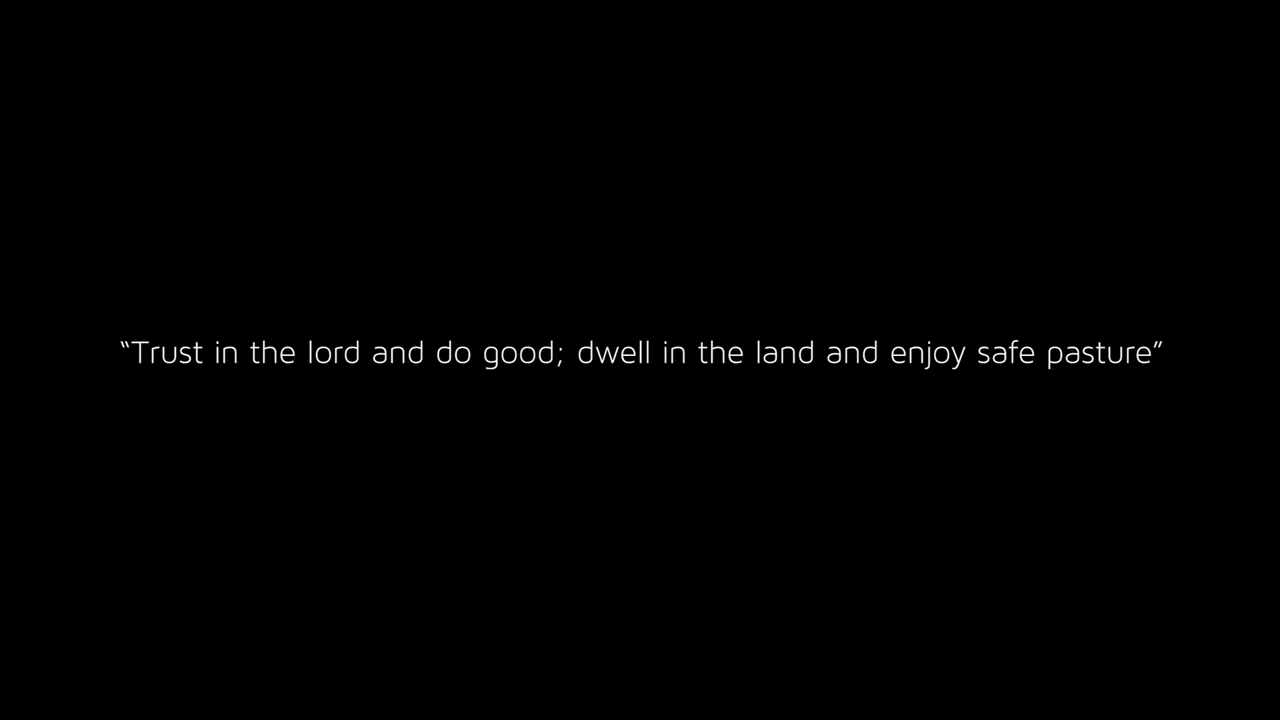 “Trust in the lord and do good; dwell in the land and enjoy safe pasture”